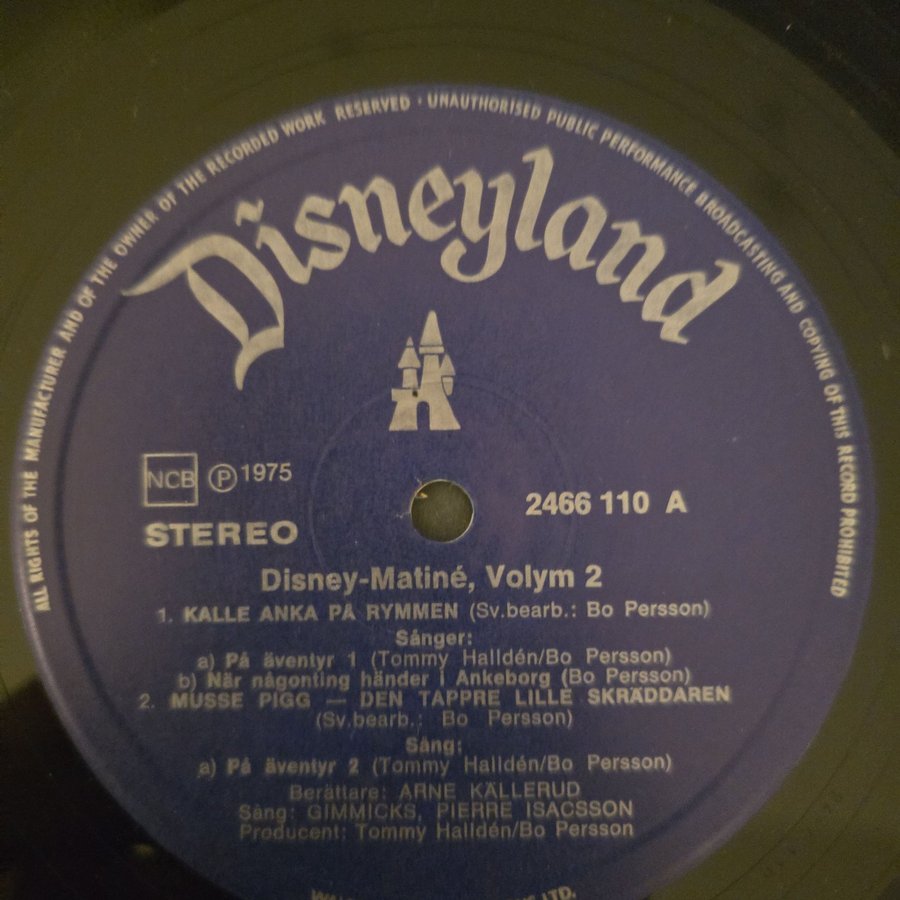 ALL RIGHTS OF THE MANUFACTURER AND OF THE OWNER OF THE RECORDED WORK RESERVED · UNAUTHORISED PUBLIC PERFORMANCE BROADCASTING AND COPYING OF THIS RECORD PROHIBITED
Disneyland
NCB Ⓟ 1975
2466 110 A
STEREO
Disney-Matiné, Volym 2
1. KALLE ANKA PÅ RYMMEN (Sv.bearb.: Bo Persson)
Sånger:
a) På äventyr 1 (Tommy Halldén/Bo Persson)
b) När någonting händer i Ankeborg (Bo Persson)
2. MUSSE PIGG — DEN TAPPRE LILLE SKRÄDDAREN
(Sv.bearb.: Bo Persson)
Sång:
a) På äventyr 2 (Tommy Halldén/Bo Persson)
Berättare: ARNE KÄLLERUD
Sång: GIMMICKS, PIERRE ISACSSON
Producent: Tommy Halldén/Bo Persson
LTD.